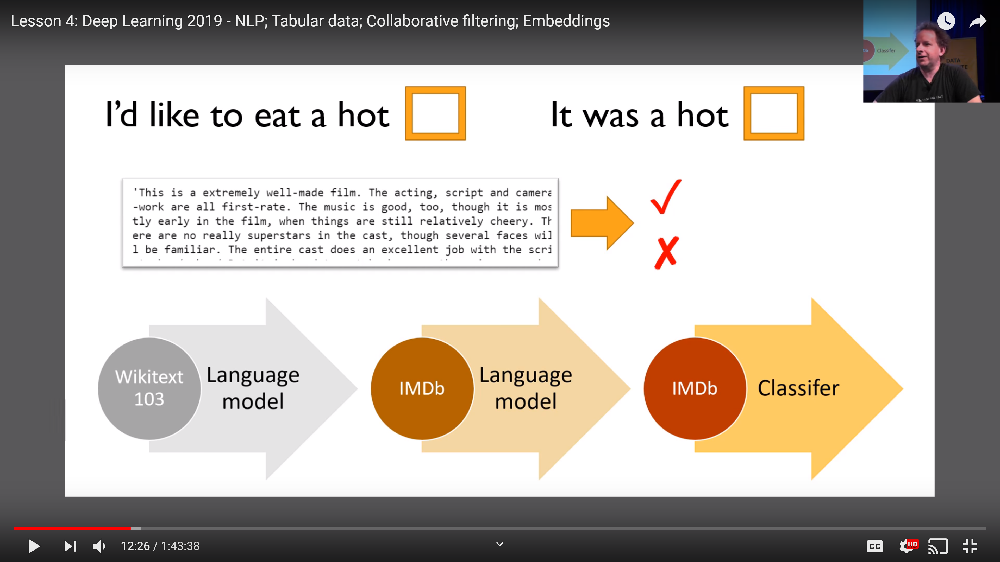 Lesson 4: Deep Learning 2019 - NLP; Tabular data; Collaborative filtering; Embeddings
Db Classifer
DATA
I'd like to eat a hot
It was a hot
'This is a extremely well-made film. The acting, script and camera
-work are all first-rate. The music is good, too, though it is mos
tly early in the film, when things are still relatively cheery. Th
ere are no really superstars in the cast, though several faces wil
l be familiar. The entire cast does an excellent job with the scri
Wikitext
103
Language
model
IMDb
Language
model
IMDb
Classifer
12:26 / 1:43:38
CC
HD